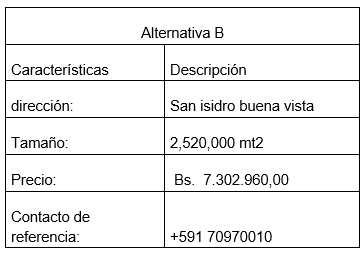 Alternativa B
Características Descripción
dirección: San isidro buena vista
Tamaño: 2,520,000 mt2
Precio: Bs. 7.302.960,00
Contacto de
referencia: +591 70970010